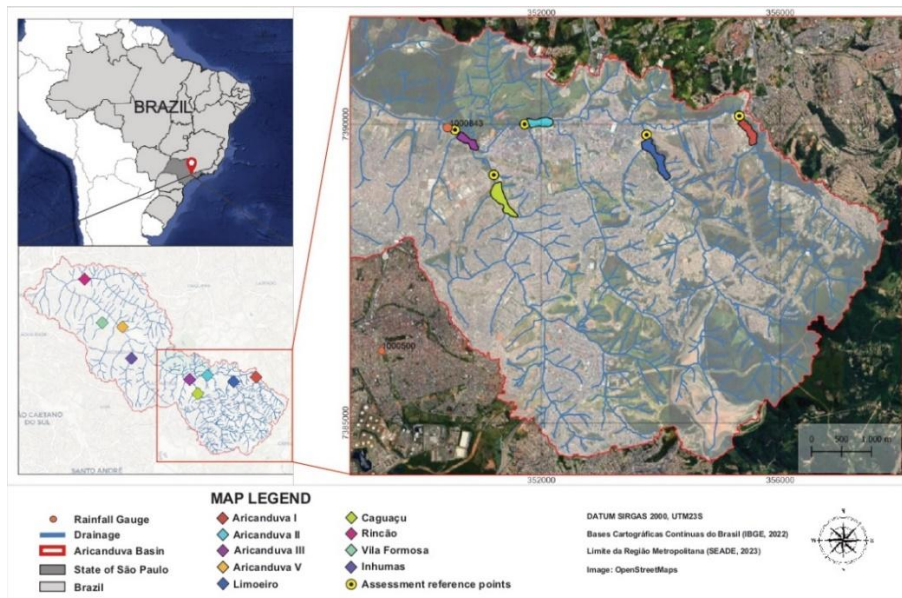 352000
356000
BRAZIL
7390000
1000843
1000500
7385000
SANTO ANDRÉ
DO SUL
0 500 1,000 m
352000
356000
MAP LEGEND
Rainfall Gauge
Drainage
Aricanduva Basin
State of São Paulo
Brazil
Aricanduva I
Aricanduva II
Aricanduva III
Aricanduva V
Limoeiro
Caguaçu
Rincão
Vila Formosa
Inhumas
Assessment reference points
DATUM SIRGAS 2000, UTM23S
Bases Cartográficas Contínuas do Brasil (IBGE, 2022)
Limite da Região Metropolitana (SEADE, 2023)
Image: OpenStreetMaps